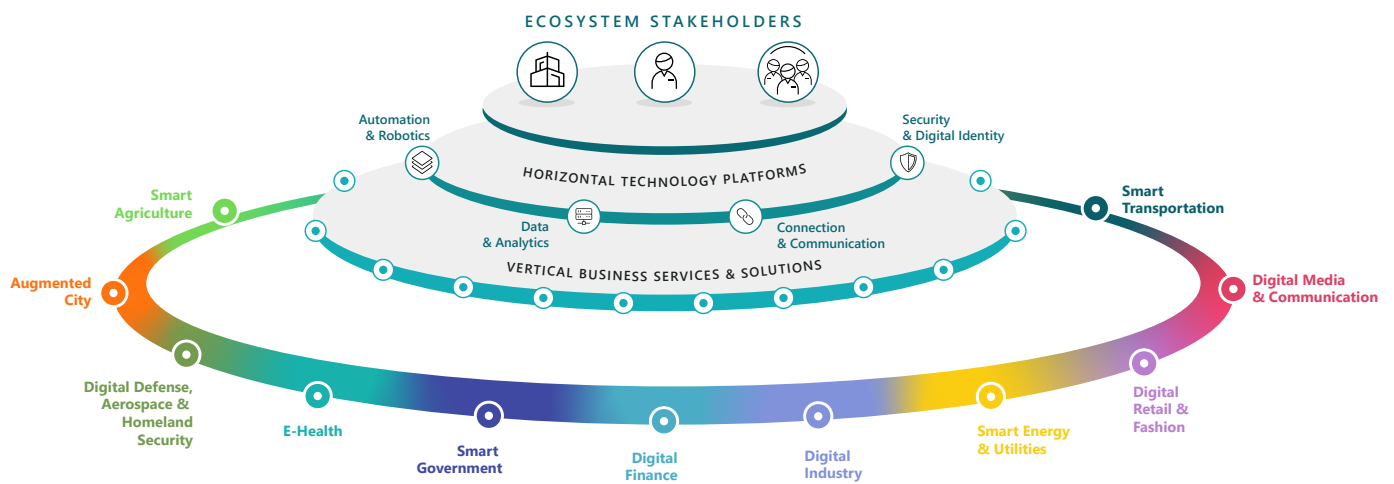 ECOSYSTEM STAKEHOLDERS
Automation
& Robotics
Security
& Digital Identity
HORIZONTAL TECHNOLOGY PLATFORMS
Data
& Analytics
Connection
& Communication
VERTICAL BUSINESS SERVICES & SOLUTIONS
Smart
Agriculture
Smart
Transportation
Augmented
City
Digital Media
& Communication
Digital Defense,
Aerospace &
Homeland
Security
E-Health
Smart
Government
Digital
Finance
Digital
Industry
Smart Energy
& Utilities
Digital
Retail &
Fashion